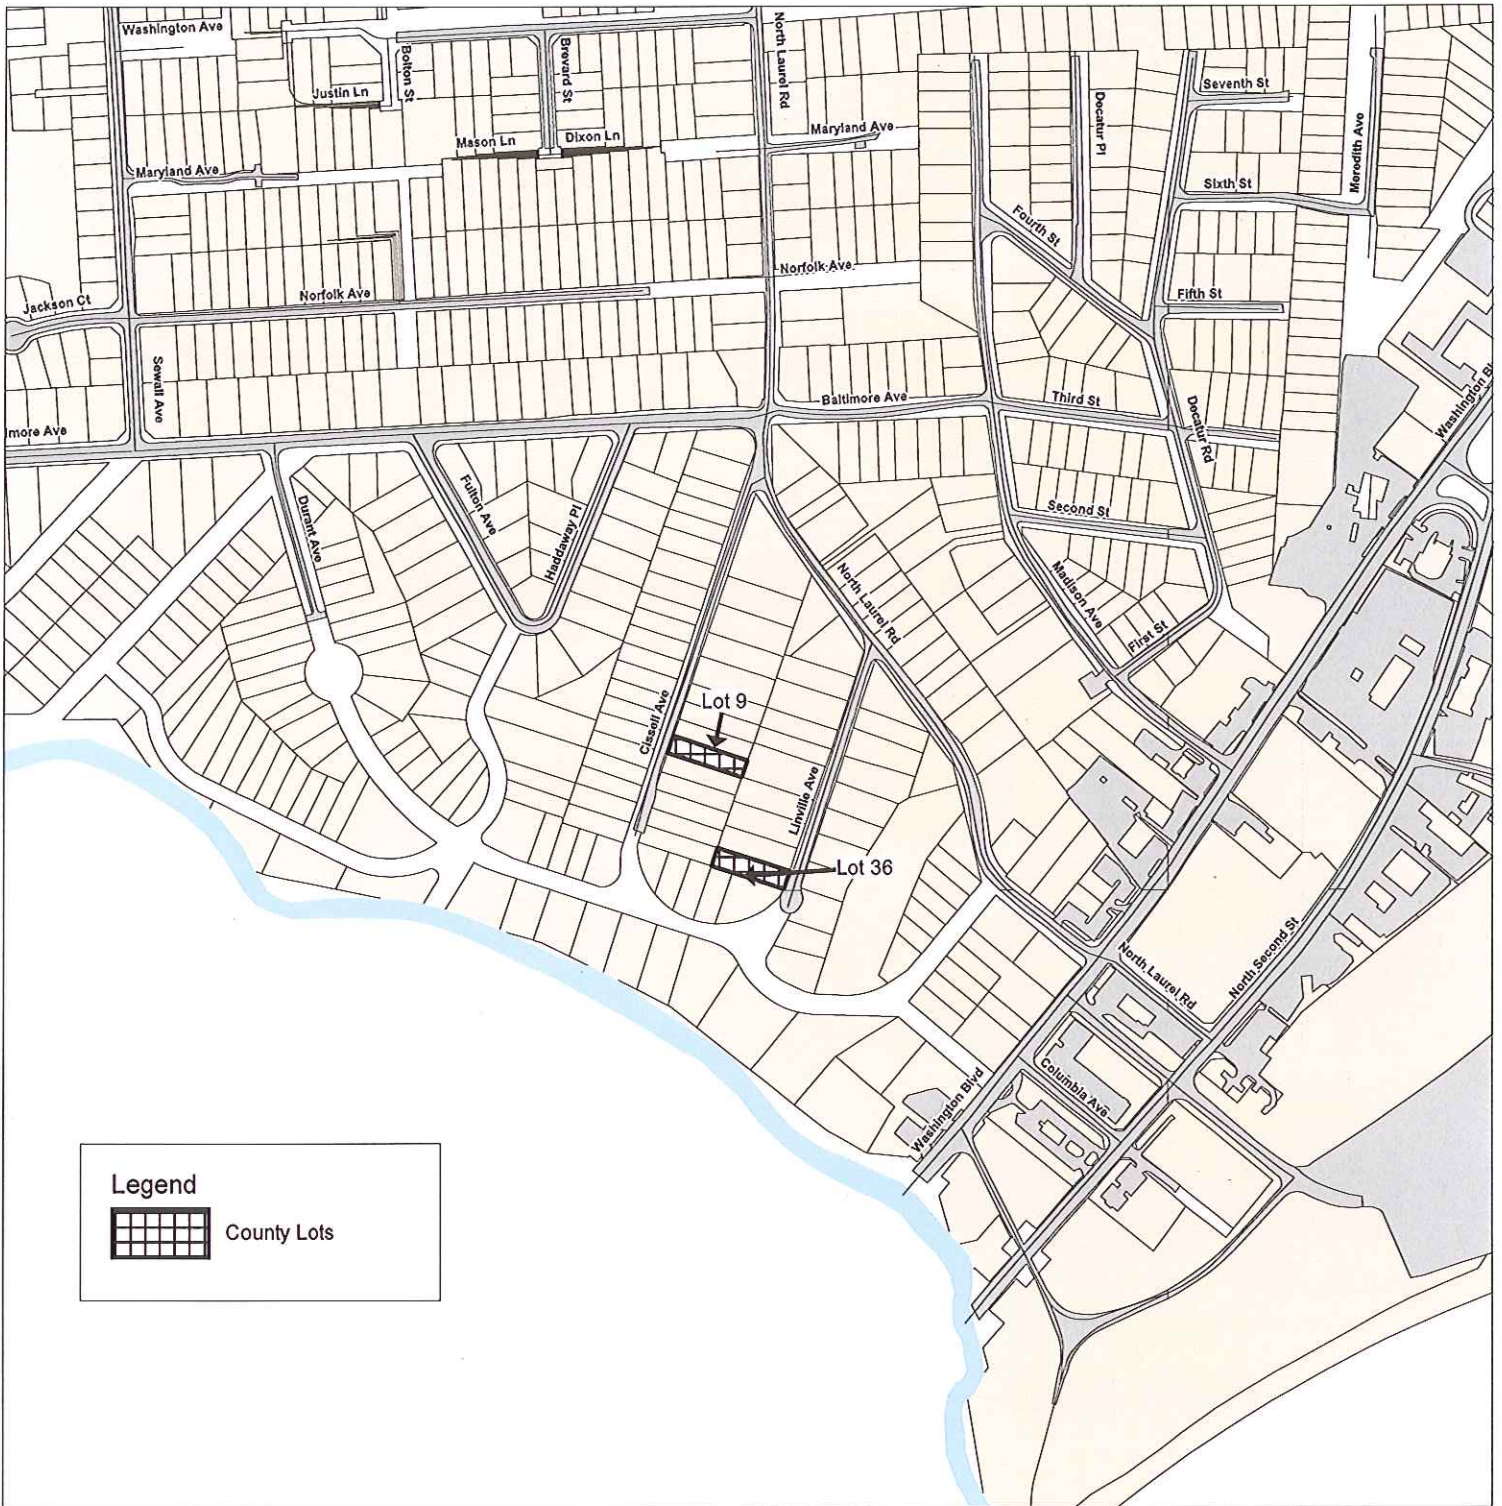 Washington Ave
Bolton St
Brevard St
North Laurel Rd
Justin Ln
Mason Ln
Dixon Ln
Maryland Ave
Decatur Pl
Seventh St
Meredith Ave
Maryland Ave
Sixth St
Fourth St
Norfolk Ave
Jackson Ct
Norfolk Ave
Fifth St
Sewall Ave
Baltimore Ave
Third St
Decatur Rd
lmore Ave
Washington Bl
Durant Ave
Fulton Ave
Haddaway Pl
Second St
North Laurel Rd
Madison Ave
First St
Cissell Ave
Lot 9
Linville Ave
Lot 36
North Laurel Rd
North Second St
Columbia Ave
Washington Blvd
Legend
County Lots